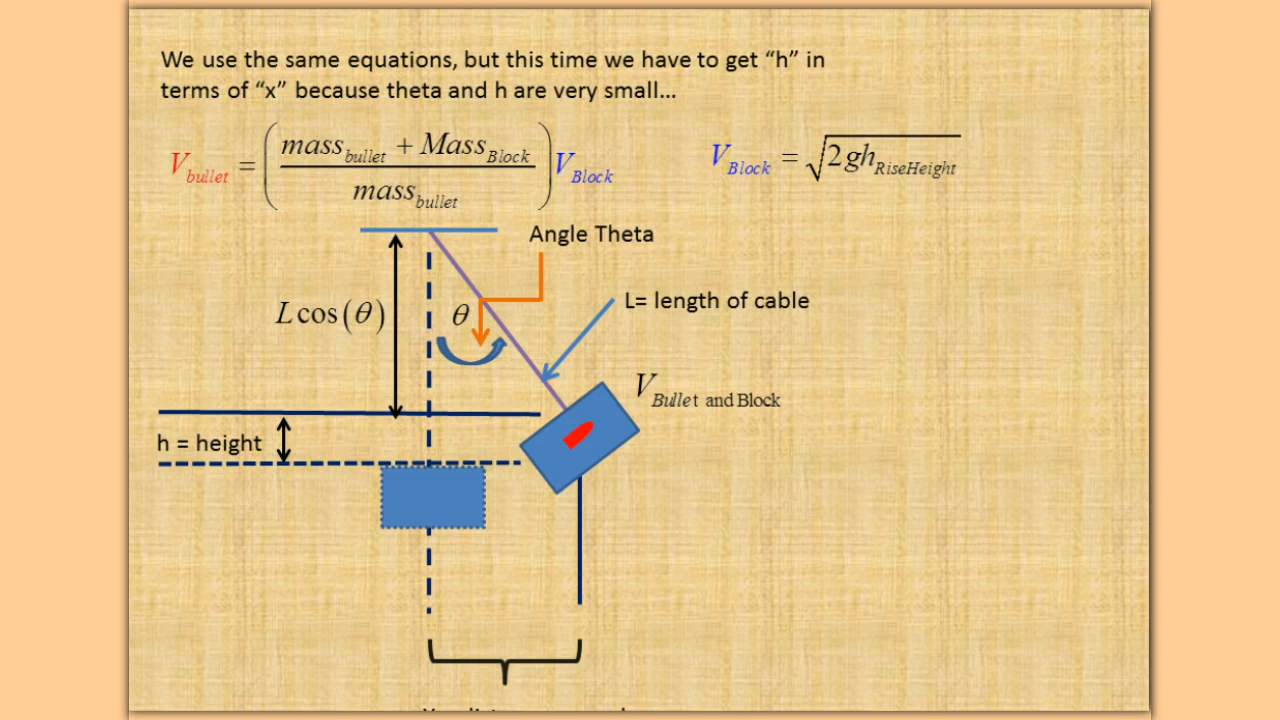 We use the same equations, but this time we have to get “h” in
terms of “x” because theta and h are very small...
V_bullet = ( (mass_bullet + Mass_Block) / mass_bullet ) V_Block
V_Block = √(2gh_RiseHeight)
Angle Theta
L= length of cable
L cos(θ)
θ
V_Bullet and Block
h = height